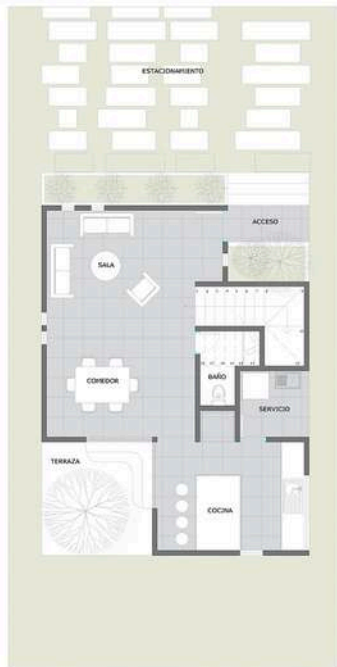 ESTACIONAMIENTO
ACCESO
SALA
BAÑO
COMEDOR
SERVICIO
TERRAZA
COCINA